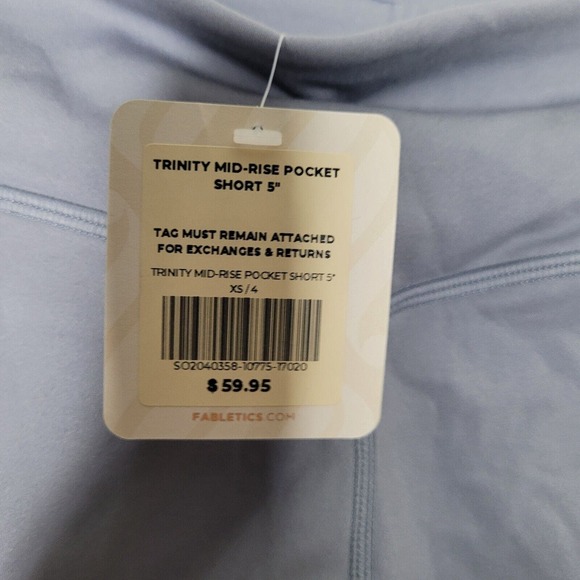 TRINITY MID-RISE POCKET
SHORT 5"
TAG MUST REMAIN ATTACHED
FOR EXCHANGES & RETURNS
TRINITY MID-RISE POCKET SHORT 5"
XS / 4
SO2040358-10775-17020
$ 59.95
FABLETICS.COM